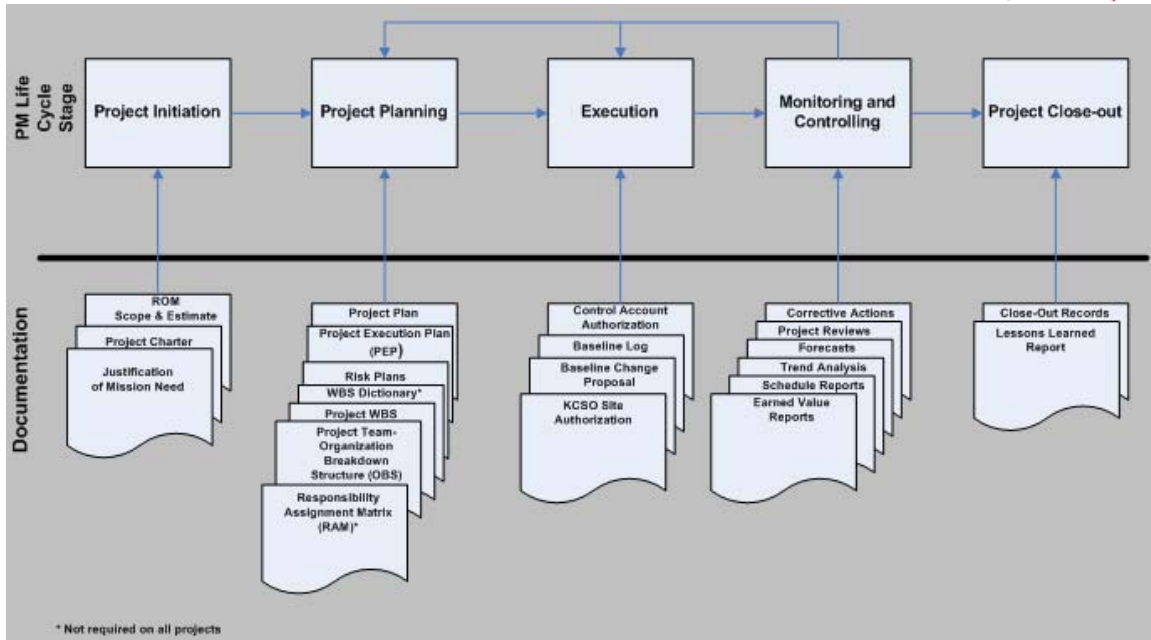 PM Life
Cycle
Stage
Project Initiation
Project Planning
Execution
Monitoring and
Controlling
Project Close-out
Documentation
ROM
Scope & Estimate
Project Charter
Justification
of Mission Need
Project Plan
Project Execution Plan
(PEP)
Risk Plans
WBS Dictionary*
Project WBS
Project Team-
Organization
Breakdown
Structure (OBS)
Responsibility
Assignment Matrix
(RAM)*
Control Account
Authorization
Baseline Log
Baseline Change
Proposal
KCSO Site
Authorization
Corrective Actions
Project Reviews
Forecasts
Trend Analysis
Schedule Reports
Earned Value
Reports
Close-Out Records
Lessons Learned
Report
* Not required on all projects